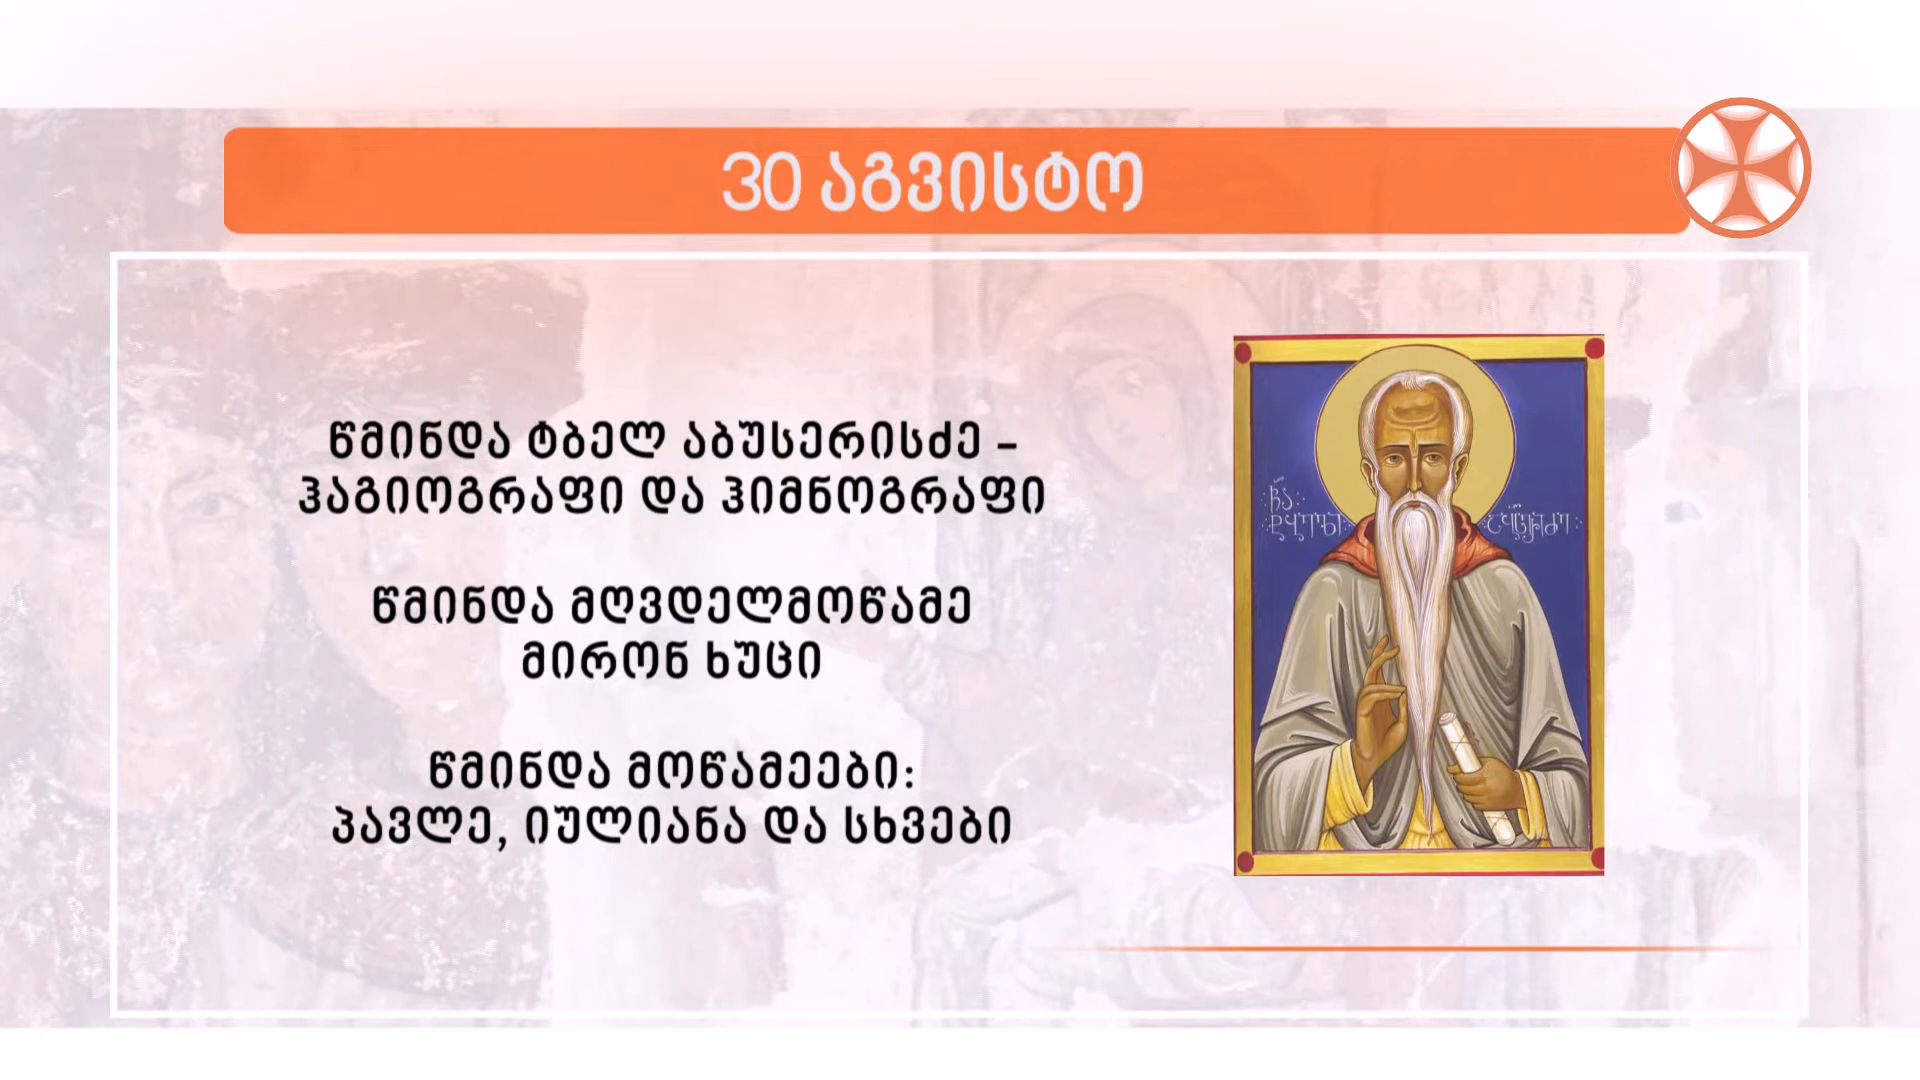 30 აგვისტო
წმინდა ტბელ აბუსერისძე –
ჰაგიოგრაფი და ჰიმნოგრაფი
წმინდა მღვდელმოწამე
მირონ ხუცი
წმინდა მოწამეები:
პავლე, იულიანა და სხვები